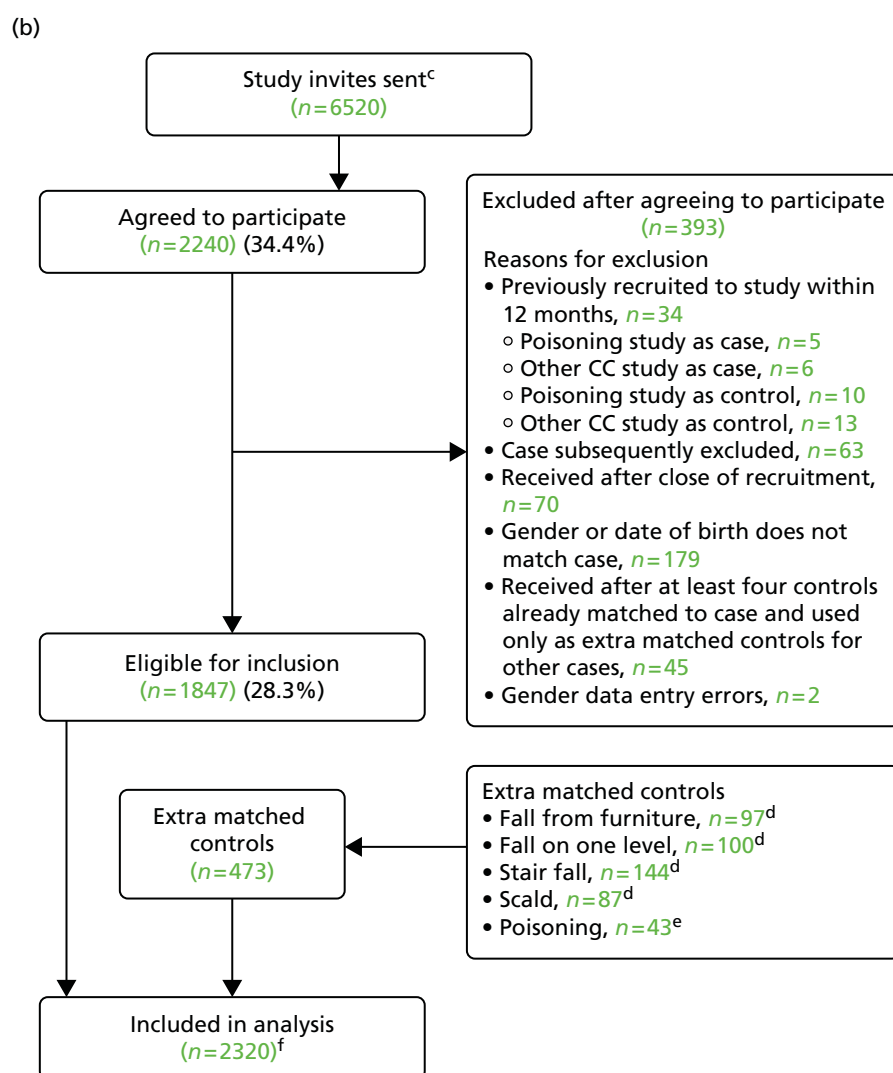 (b)
Study invites sentᶜ
(n=6520)
Agreed to participate
(n=2240) (34.4%)
Excluded after agreeing to participate
(n=393)
Reasons for exclusion
• Previously recruited to study within
12 months, n=34
○ Poisoning study as case, n=5
○ Other CC study as case, n=6
○ Poisoning study as control, n=10
○ Other CC study as control, n=13
• Case subsequently excluded, n=63
• Received after close of recruitment,
n=70
• Gender or date of birth does not
match case, n=179
• Received after at least four controls
already matched to case and used
only as extra matched controls for
other cases, n=45
• Gender data entry errors, n=2
Eligible for inclusion
(n=1847) (28.3%)
Extra matched
controls
(n=473)
Extra matched controls
• Fall from furniture, n=97ᵈ
• Fall on one level, n=100ᵈ
• Stair fall, n=144ᵈ
• Scald, n=87ᵈ
• Poisoning, n=43ᵉ
Included in analysis
(n=2320)ᶠ